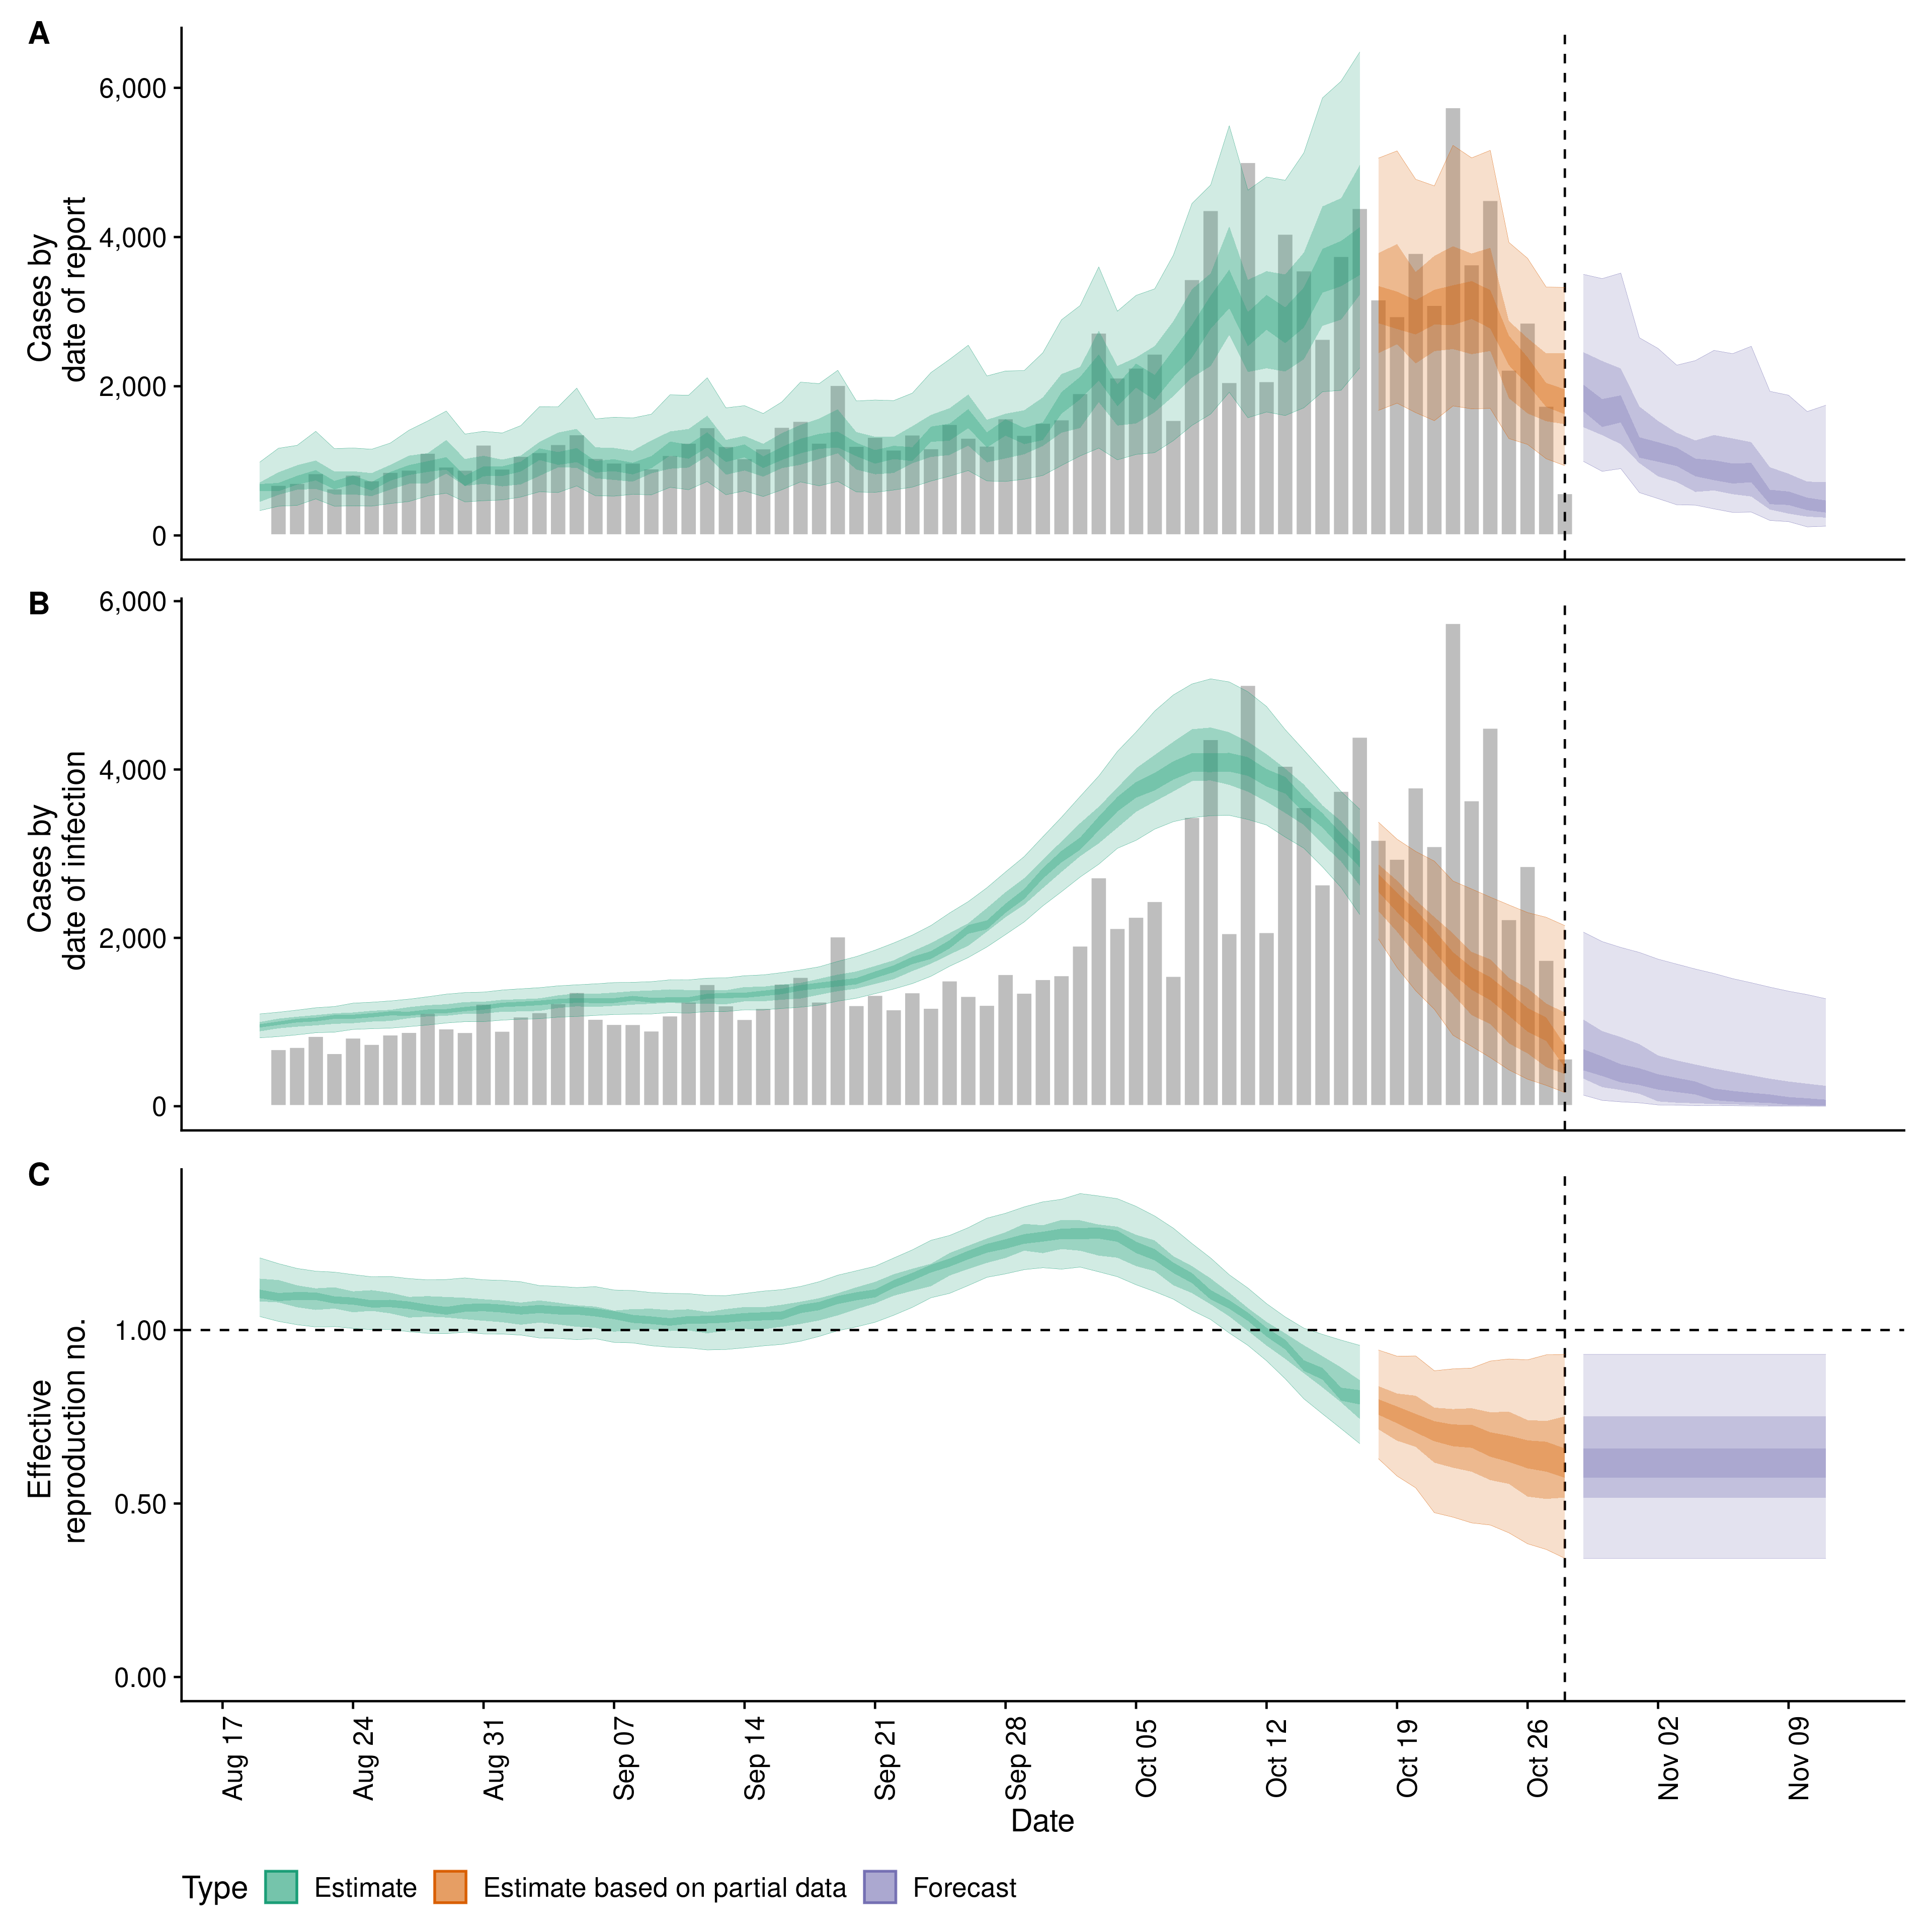 A
6,000
4,000
2,000
0
Cases by
date of report
B
6,000
4,000
2,000
0
Cases by
date of infection
C
1.00
0.50
0.00
Effective
reproduction no.
Aug 17
Aug 24
Aug 31
Sep 07
Sep 14
Sep 21
Sep 28
Oct 05
Oct 12
Oct 19
Oct 26
Nov 02
Nov 09
Date
Type Estimate Estimate based on partial data Forecast